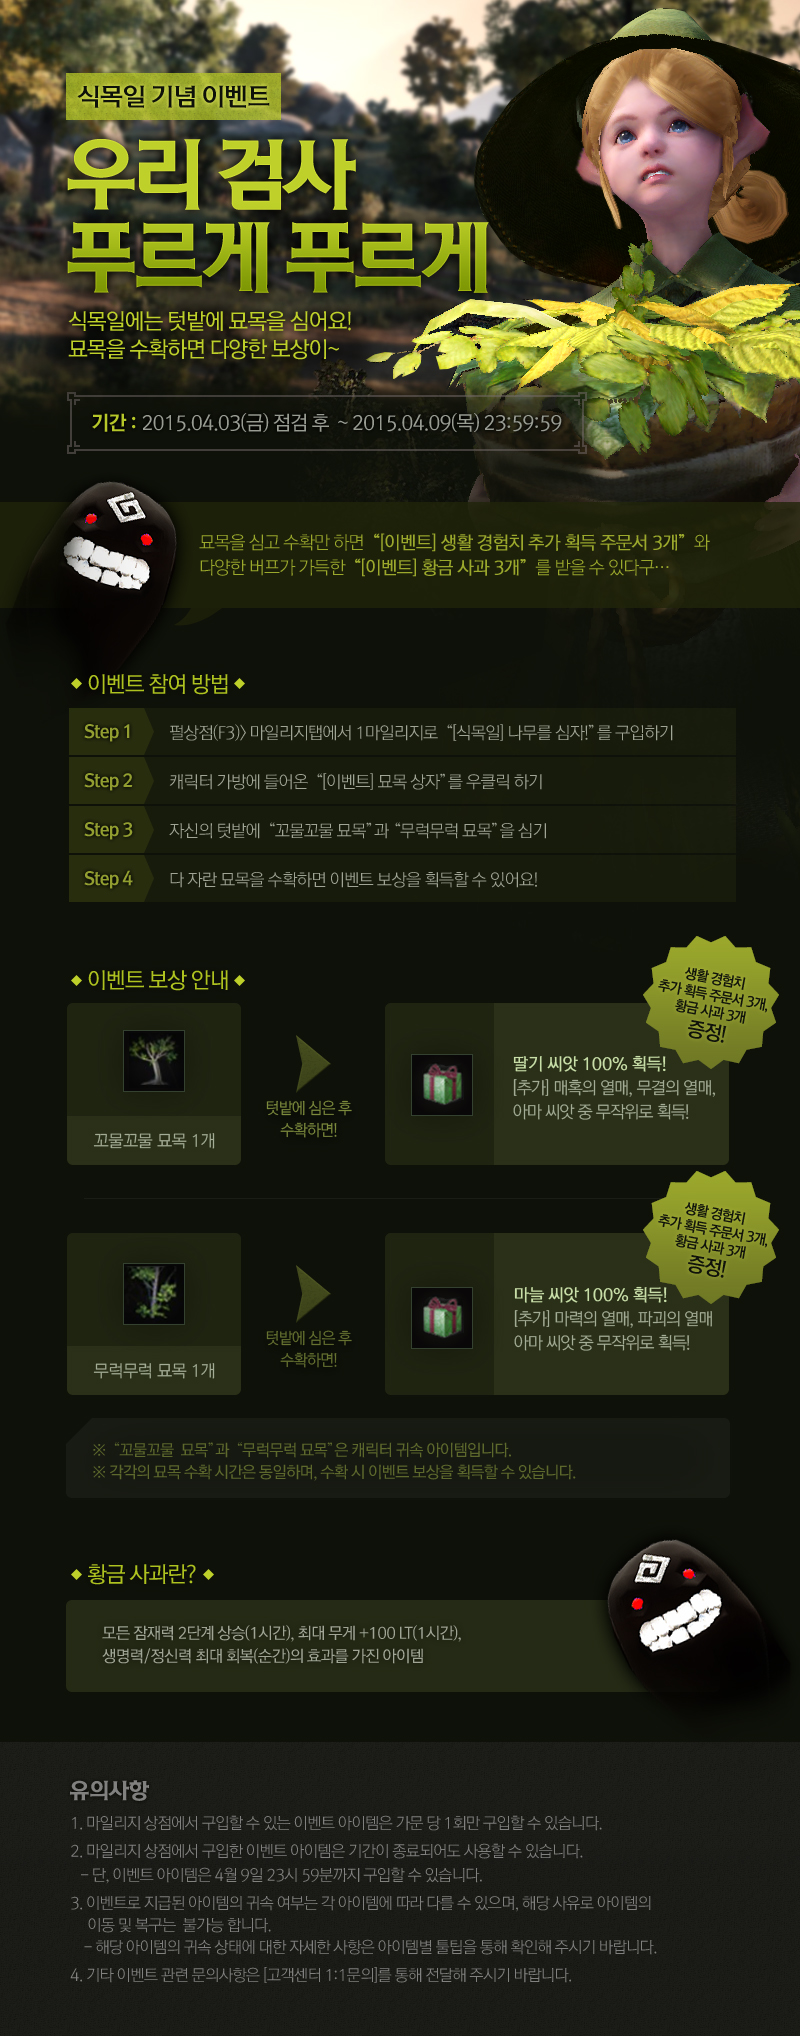 식목일 기념 이벤트
우리 검사
푸르게 푸르게
식목일에는 텃밭에 묘목을 심어요!
묘목을 수확하면 다양한 보상이~
기간 : 2015.04.03(금) 점검 후 ~ 2015.04.09(목) 23:59:59
묘목을 심고 수확만 하면 “[이벤트] 생활 경험치 추가 획득 주문서 3개” 와
다양한 버프가 가득한 “[이벤트] 황금 사과 3개” 를 받을 수 있다구…
◆ 이벤트 참여 방법 ◆
Step 1 펄상점(F3)〉〉 마일리지탭에서 1마일리지로 “[식목일] 나무를 심자!” 를 구입하기
Step 2 캐릭터 가방에 들어온 “[이벤트] 묘목 상자” 를 우클릭 하기
Step 3 자신의 텃밭에 “꼬물꼬물 묘목” 과 “무럭무럭 묘목” 을 심기
Step 4 다 자란 묘목을 수확하면 이벤트 보상을 획득할 수 있어요!
◆ 이벤트 보상 안내 ◆
생활 경험치
추가 획득 주문서 3개,
황금 사과 3개
증정!
꼬물꼬물 묘목 1개
텃밭에 심은 후
수확하면!
딸기 씨앗 100% 획득!
[추가] 매혹의 열매, 무결의 열매,
아마 씨앗 중 무작위로 획득!
생활 경험치
추가 획득 주문서 3개,
황금 사과 3개
증정!
무럭무럭 묘목 1개
텃밭에 심은 후
수확하면!
마늘 씨앗 100% 획득!
[추가] 마력의 열매, 파괴의 열매
아마 씨앗 중 무작위로 획득!
※ “꼬물꼬물 묘목” 과 “무럭무럭 묘목” 은 캐릭터 귀속 아이템입니다.
※ 각각의 묘목 수확 시간은 동일하며, 수확 시 이벤트 보상을 획득할 수 있습니다.
◆ 황금 사과란? ◆
모든 잠재력 2단계 상승(1시간), 최대 무게 +100 LT(1시간),
생명력/정신력 최대 회복(순간)의 효과를 가진 아이템
유의사항
1. 마일리지 상점에서 구입할 수 있는 이벤트 아이템은 가문 당 1회만 구입할 수 있습니다.
2. 마일리지 상점에서 구입한 이벤트 아이템은 기간이 종료되어도 사용할 수 있습니다.
- 단, 이벤트 아이템은 4월 9일 23시 59분까지 구입할 수 있습니다.
3. 이벤트로 지급된 아이템의 귀속 여부는 각 아이템에 따라 다를 수 있으며, 해당 사유로 아이템의
이동 및 복구는 불가능 합니다.
- 해당 아이템의 귀속 상태에 대한 자세한 사항은 아이템별 툴팁을 통해 확인해 주시기 바랍니다.
4. 기타 이벤트 관련 문의사항은 [고객센터 1:1문의]를 통해 전달해 주시기 바랍니다.